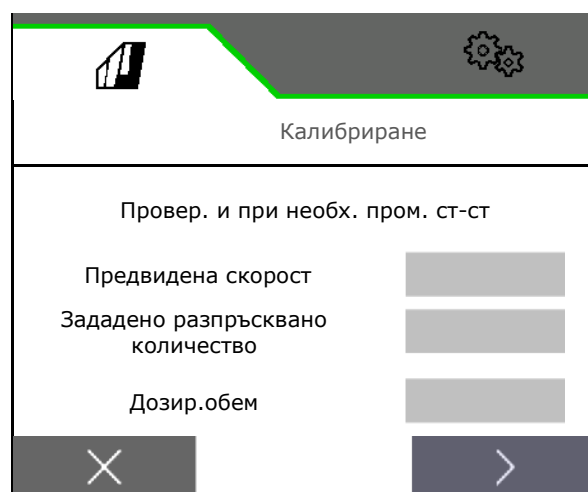 Калибриране
Провер. и при необх. пром. ст-ст
Предвидена скорост
Зададено разпръсквано
количество
Дозир.обем